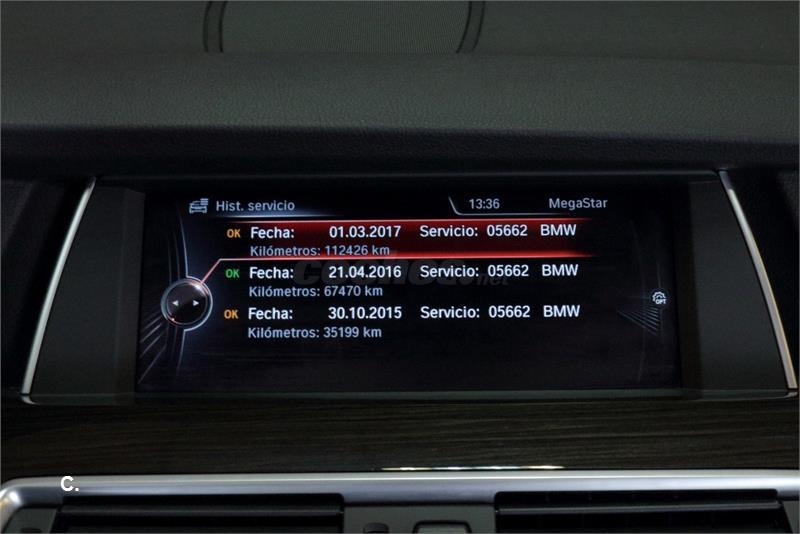 Hist. servicio 13:36 MegaStar
OK Fecha: 01.03.2017 Servicio: 05662 BMW
Kilómetros: 112426 km
OK Fecha: 21.04.2016 Servicio: 05662 BMW
Kilómetros: 67470 km
OK Fecha: 30.10.2015 Servicio: 05662 BMW
Kilómetros: 35199 km
OPT
coches.net
C.